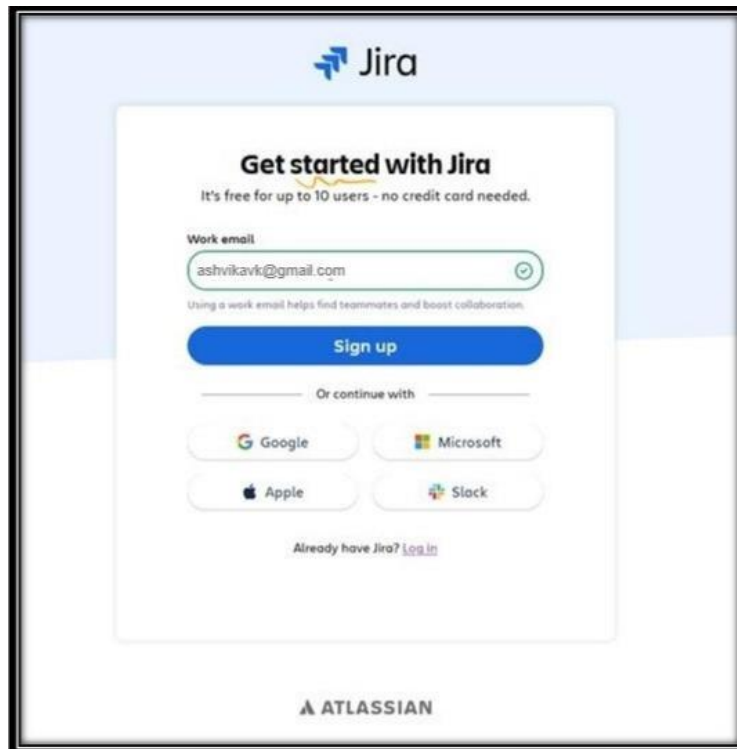 Jira
Get started with Jira
It's free for up to 10 users - no credit card needed.
Work email
ashvikavk@gmail.com
Using a work email helps find teammates and boost collaboration.
Sign up
Or continue with
Google
Microsoft
Apple
Slack
Already have Jira? Log in
ATLASSIAN